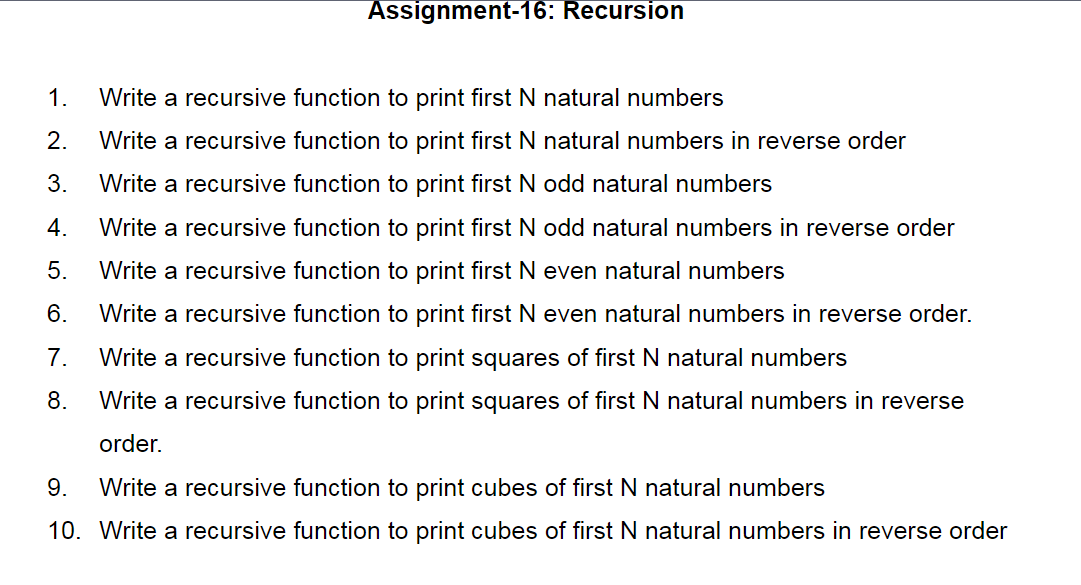 Assignment-16: Recursion
1. Write a recursive function to print first N natural numbers
2. Write a recursive function to print first N natural numbers in reverse order
3. Write a recursive function to print first N odd natural numbers
4. Write a recursive function to print first N odd natural numbers in reverse order
5. Write a recursive function to print first N even natural numbers
6. Write a recursive function to print first N even natural numbers in reverse order.
7. Write a recursive function to print squares of first N natural numbers
8. Write a recursive function to print squares of first N natural numbers in reverse
order.
9. Write a recursive function to print cubes of first N natural numbers
10. Write a recursive function to print cubes of first N natural numbers in reverse order